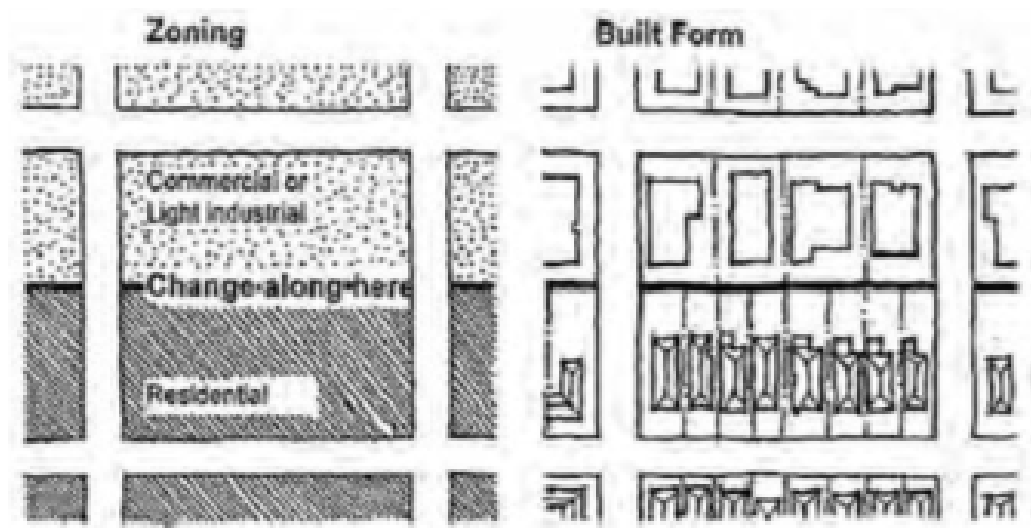 Zoning
Built Form
Commercial or
Light industrial
Change-along-here
Residential